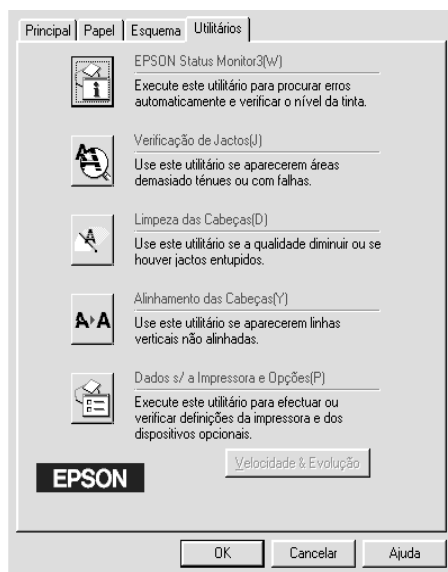 Principal Papel Esquema Utilitários
EPSON Status Monitor3(W)
Execute este utilitário para procurar erros
automaticamente e verificar o nível da tinta.
Verificação de Jactos(J)
Use este utilitário se aparecerem áreas
demasiado ténues ou com falhas.
Limpeza das Cabeças(D)
Use este utilitário se a qualidade diminuir ou se
houver jactos entupidos.
Alinhamento das Cabeças(Y)
Use este utilitário se aparecerem linhas
verticais não alinhadas.
Dados s/ a Impressora e Opções(P)
Execute este utilitário para efectuar ou
verificar definições da impressora e dos
dispositivos opcionais.
Velocidade & Evolução
EPSON
OK Cancelar Ajuda